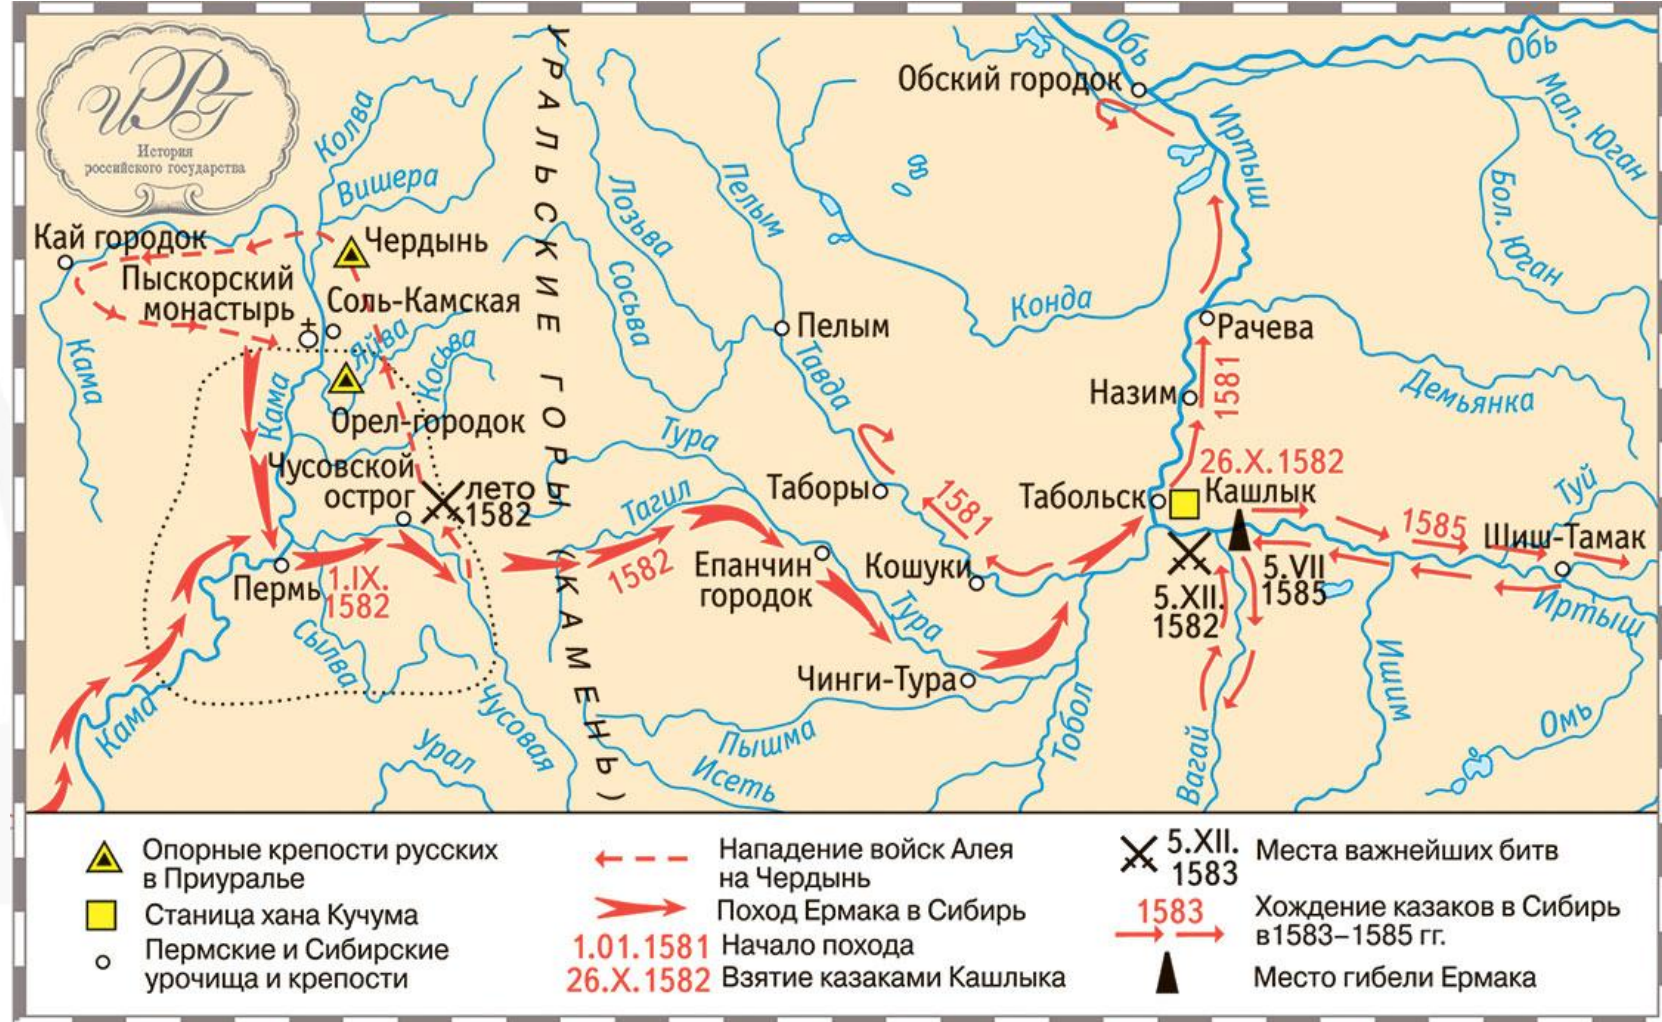 ИРГ
История
российского государства
УРАЛЬСКИЕ ГОРЫ (КАМЕНЬ)
Обь
Обь
Обский городок
Мал. Юган
Иртыш
Колва
Вишера
Лозьва
Пелым
Бол. Юган
Кай городок
Чердынь
Пыскорский
монастырь
Соль-Камская
Сосьва
Конда
Яйва
Косьва
Пелым
Рачева
Кама
Кама
Тавда
Назим
1581
Демьянка
Орел-городок
Тура
Чусовской
острог
лето
1582
Тагил
Таборы
1581
Табольск
26.X.1582
Кашлык
Туй
1585
Шиш-Тамак
Пермь
1.IX.
1582
1582
Епанчин
городок
Кошуки
5.XII.
1582
5.VII
1585
Иртыш
Тура
Сылва
Чинги-Тура
Ишим
Кама
Чусовая
Урал
Пышма
Исеть
Тобол
Вагай
Омь
Опорные крепости русских
в Приуралье
Станица хана Кучума
Пермские и Сибирские
урочища и крепости
Нападение войск Алея
на Чердынь
Поход Ермака в Сибирь
1.01.1581 Начало похода
26.X.1582 Взятие казаками Кашлыка
5.XII.
1583
Места важнейших битв
1583
Хождение казаков в Сибирь
в1583–1585 гг.
Место гибели Ермака